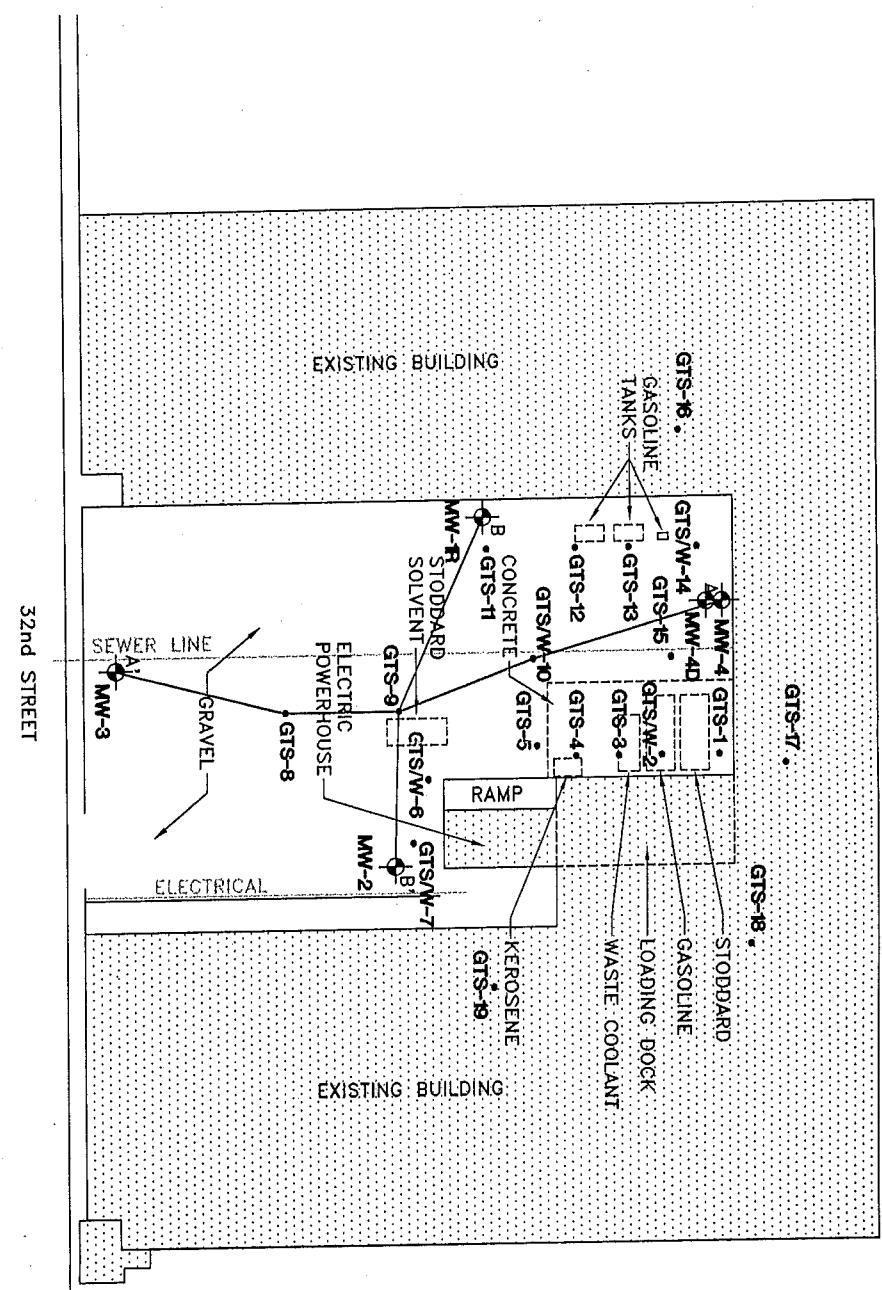 EXISTING BUILDING
GTS-16
GASOLINE
TANKS
GTS/W-14
GTS-13
GTS-12
GTS-15
A
MW-4
MW-4D
B
MW-1R
GTS-11
GTS/W-10
CONCRETE
STODDARD
SOLVENT
GTS-9
ELECTRIC
POWERHOUSE
SEWER LINE
A'
MW-3
GRAVEL
GTS-8
GTS-5
GTS-4
GTS-3
GTS/W-2
GTS-1
GTS-17
GTS/W-6
RAMP
GTS/W-7
MW-2
B'
ELECTRICAL
GTS-18
STODDARD
GASOLINE
LOADING DOCK
WASTE COOLANT
KEROSENE
GTS-19
EXISTING BUILDING
32nd STREET